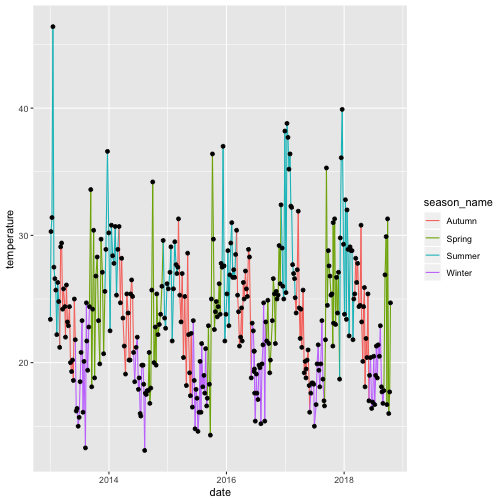 40
30
20
temperature
2014
2016
2018
date
season_name
Autumn
Spring
Summer
Winter